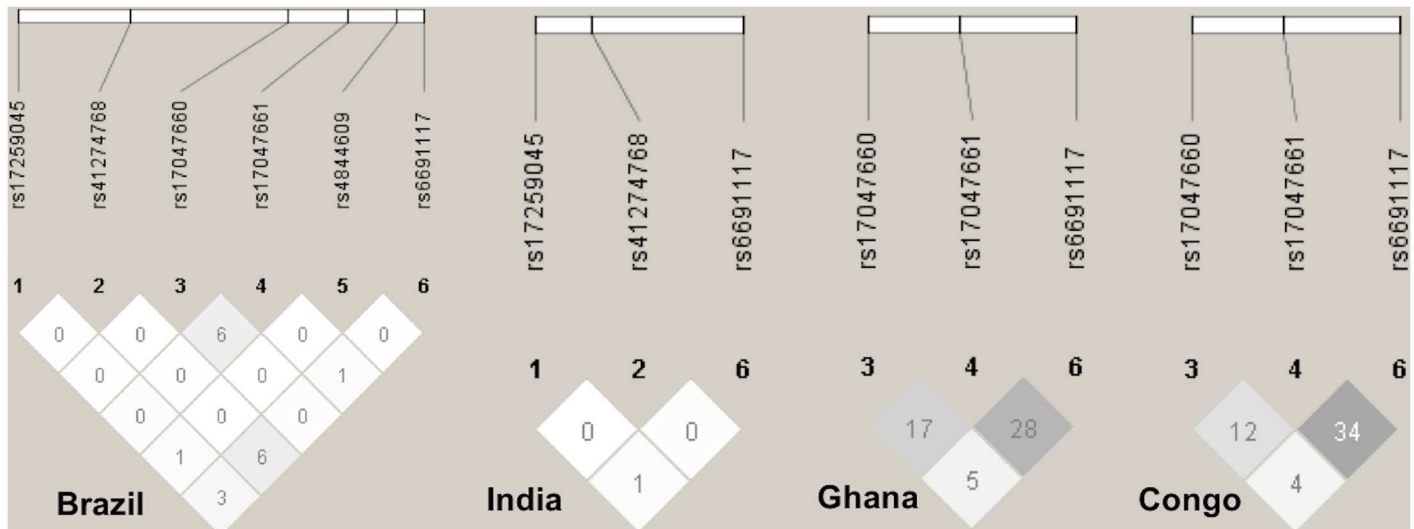 rs17259045
rs41274768
rs17047660
rs17047661
rs4844609
rs6691117
1 2 3 4 5 6
0 0 6 0 0
0 0 0 1
0 0 0
1 6
3
Brazil
rs17259045
rs41274768
rs6691117
1 2 6
0 0
1
India
rs17047660
rs17047661
rs6691117
3 4 6
17 28
5
Ghana
rs17047660
rs17047661
rs6691117
3 4 6
12 34
4
Congo